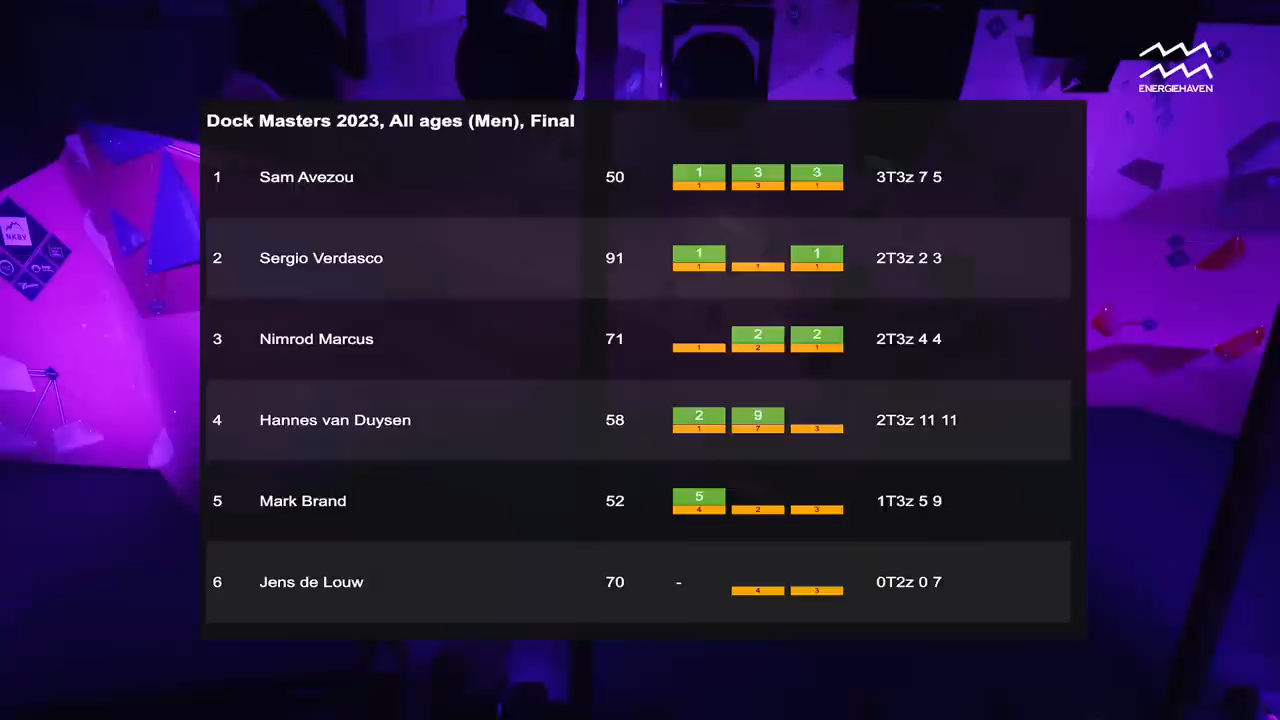 ENERGIEHAVEN
Dock Masters 2023, All ages (Men), Final
1 Sam Avezou 50 1 3 3 3T3z 7 5
1 3 1
2 Sergio Verdasco 91 1 1 2T3z 2 3
1 1 1
3 Nimrod Marcus 71 2 2 2T3z 4 4
1 2 1
4 Hannes van Duysen 58 2 9 2T3z 11 11
1 7 3
5 Mark Brand 52 5 1T3z 5 9
4 2 3
6 Jens de Louw 70 - 0T2z 0 7
4 3
NKBV